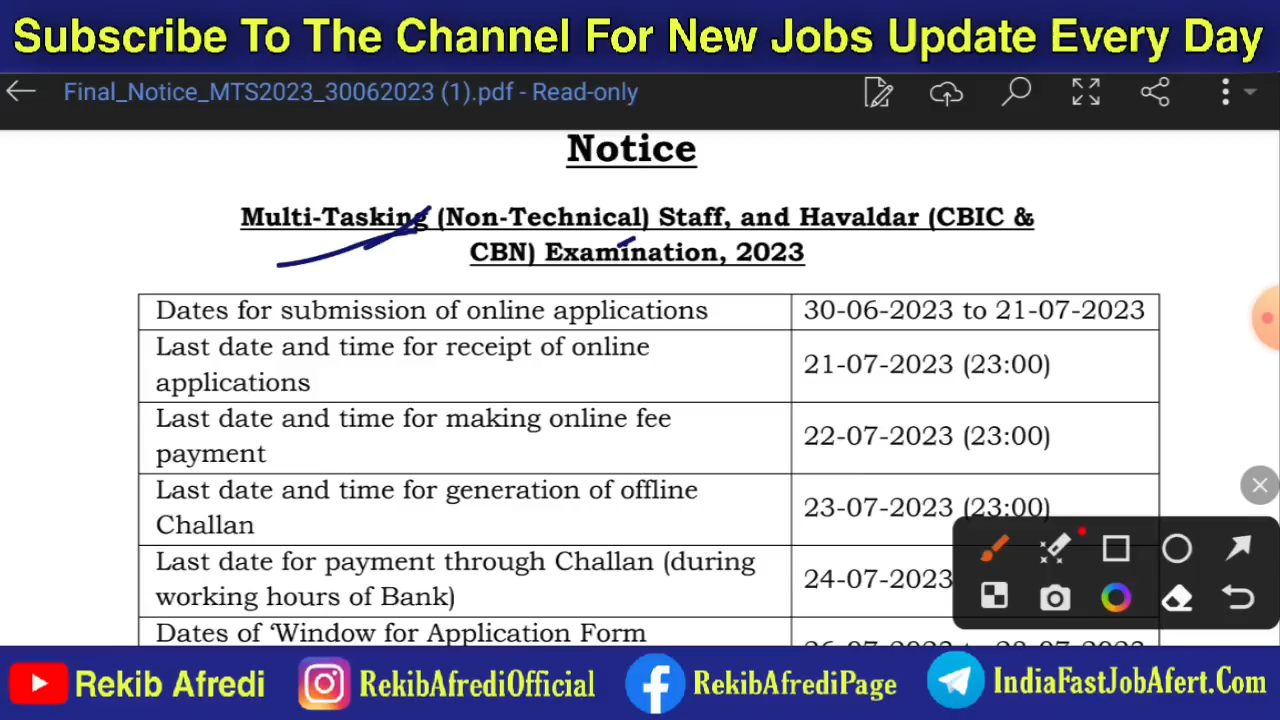 Subscribe To The Channel For New Jobs Update Every Day
Final_Notice_MTS2023_30062023 (1).pdf - Read-only
Notice
Multi-Tasking (Non-Technical) Staff, and Havaldar (CBIC &
CBN) Examination, 2023
Dates for submission of online applications 30-06-2023 to 21-07-2023
Last date and time for receipt of online
applications
21-07-2023 (23:00)
Last date and time for making online fee
payment
22-07-2023 (23:00)
Last date and time for generation of offline
Challan
23-07-2023 (23:00)
Last date for payment through Challan (during
working hours of Bank)
24-07-2023
Dates of ‘Window for Application Form
Rekib Afredi
RekibAfrediOfficial
RekibAfrediPage
IndiaFastJobAfert.Com